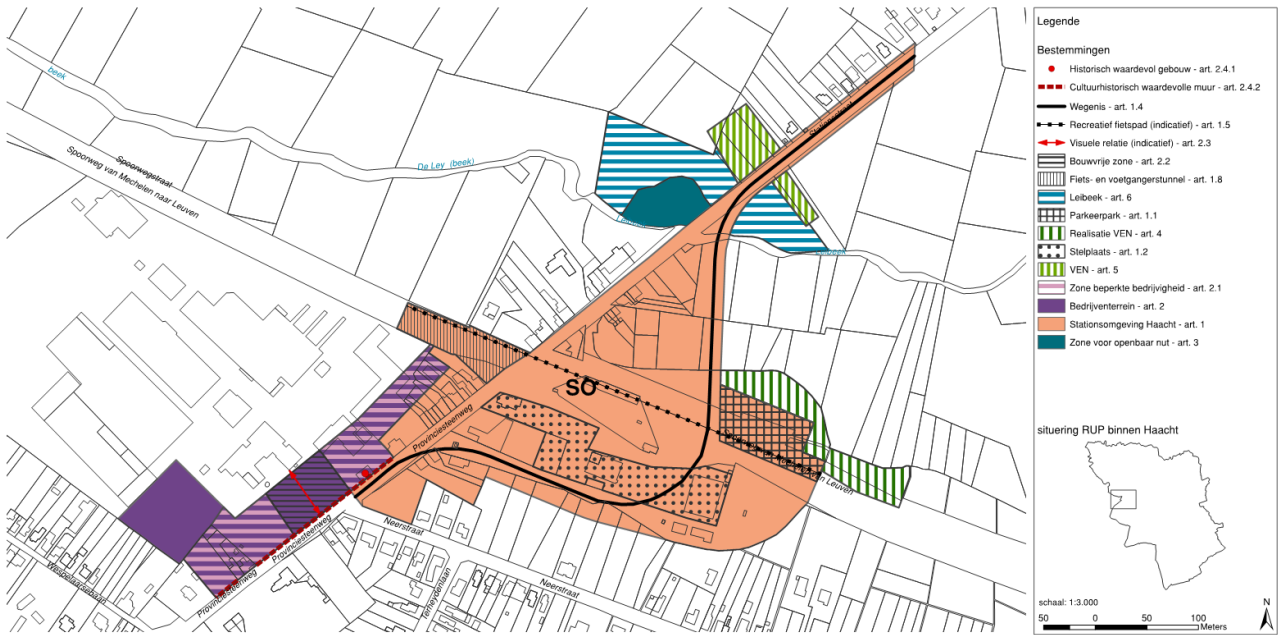 beek
Spoorwegstraat
Spoorweg van Mechelen naar Leuven
De Ley (beek)
Stationsstraat
SO
Provinciesteenweg
Leuven
Neerstraat
Provinciesteenweg
Provinciesteenweg
Neerstraat
Terheydenlaan
Wespelaarsebaan
Legende
Bestemmingen
Historisch waardevol gebouw - art. 2.4.1
Cultuurhistorisch waardevolle muur - art. 2.4.2
Wegenis - art. 1.4
Recreatief fietspad (indicatief) - art. 1.5
Visuele relatie (indicatief) - art. 2.3
Bouwvrije zone - art. 2.2
Fiets- en voetgangerstunnel - art. 1.8
Leibeek - art. 6
Parkeerpark - art. 1.1
Realisatie VEN - art. 4
Stelplaats - art. 1.2
VEN - art. 5
Zone beperkte bedrijvigheid - art. 2.1
Bedrijventerrein - art. 2
Stationsomgeving Haacht - art. 1
Zone voor openbaar nut - art. 3
situering RUP binnen Haacht
schaal: 1:3.000
50 0 50 100
Meters
N